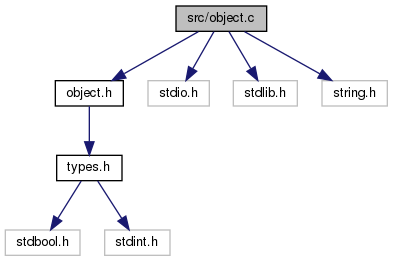 src/object.c
object.h
stdio.h
stdlib.h
string.h
types.h
stdbool.h
stdint.h